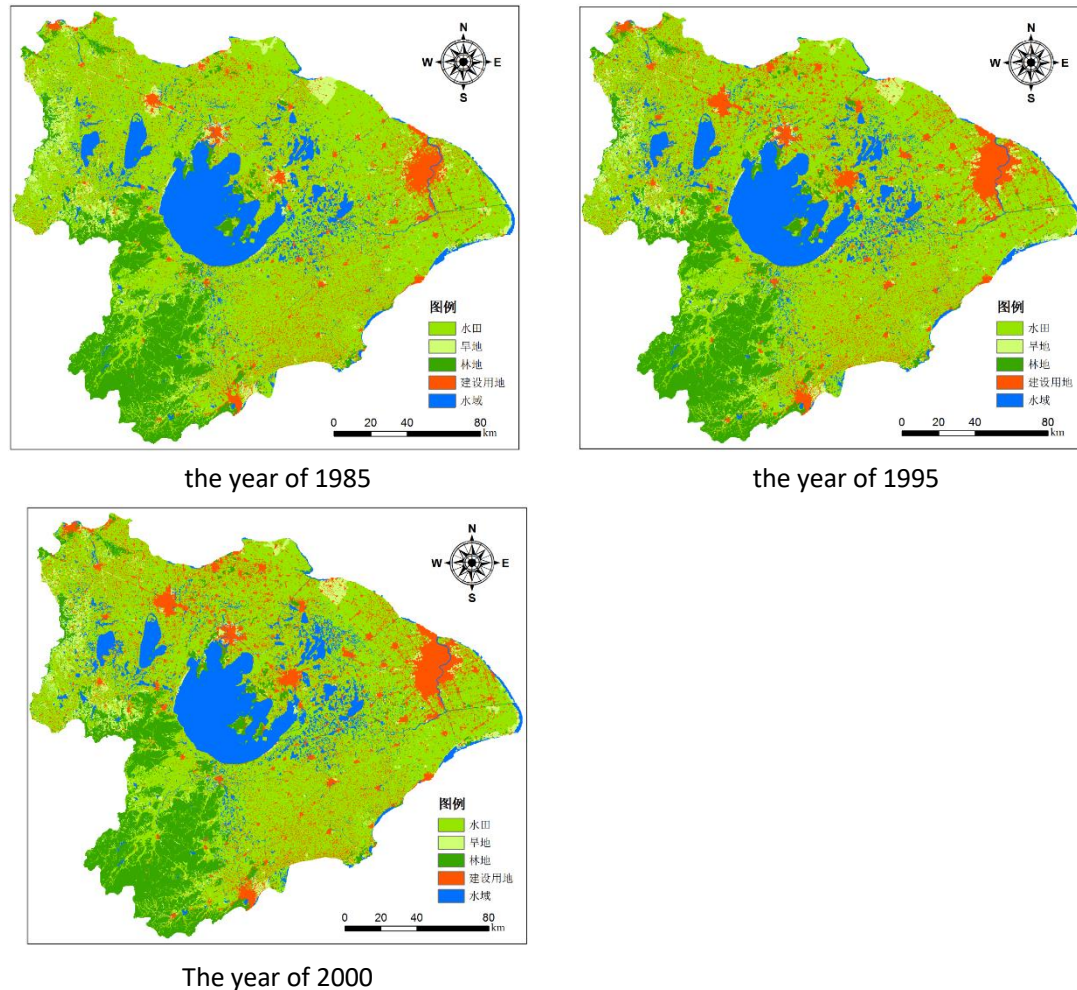 N
W E
S
图例
水田
旱地
林地
建设用地
水域
0 20 40 80
km
the year of 1985
N
W E
S
图例
水田
旱地
林地
建设用地
水域
0 20 40 80
km
the year of 1995
N
W E
S
图例
水田
旱地
林地
建设用地
水域
0 20 40 80
km
The year of 2000